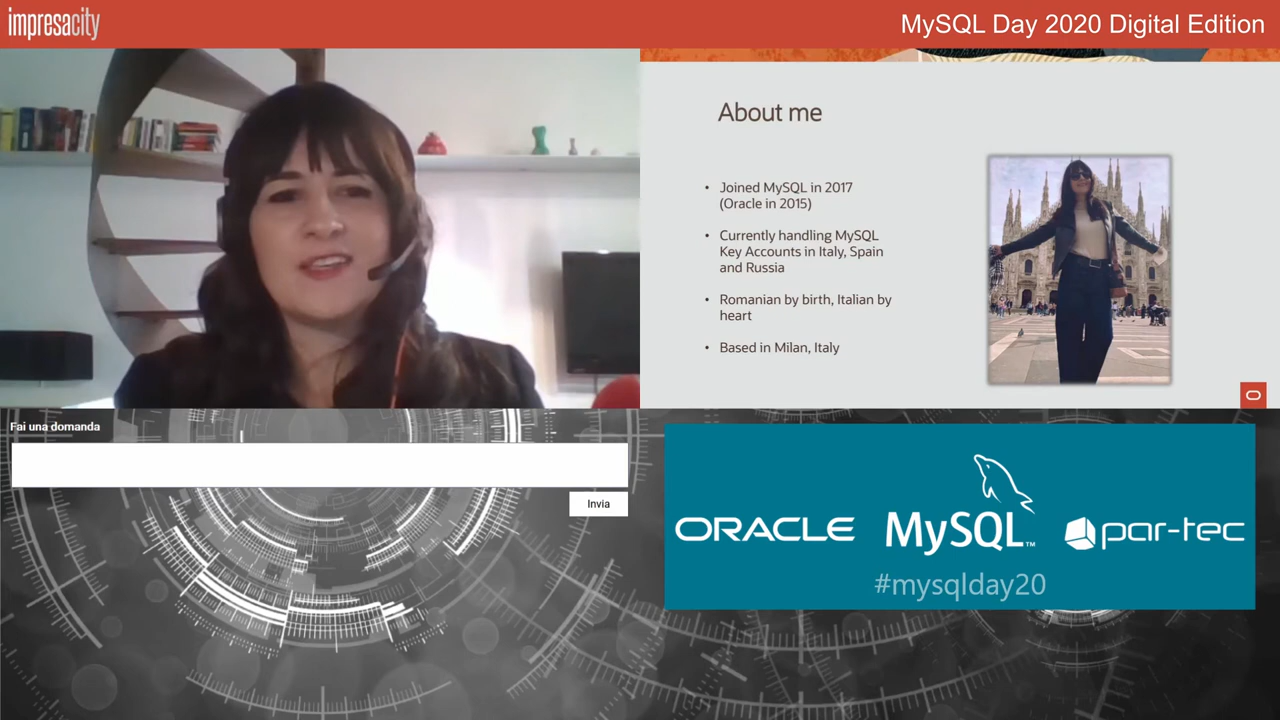 impresacity
MySQL Day 2020 Digital Edition
About me
• Joined MySQL in 2017
(Oracle in 2015)
• Currently handling MySQL
Key Accounts in Italy, Spain
and Russia
• Romanian by birth, Italian by
heart
• Based in Milan, Italy
Fai una domanda
Invia
ORACLE MySQL™ par-tec
#mysqlday20